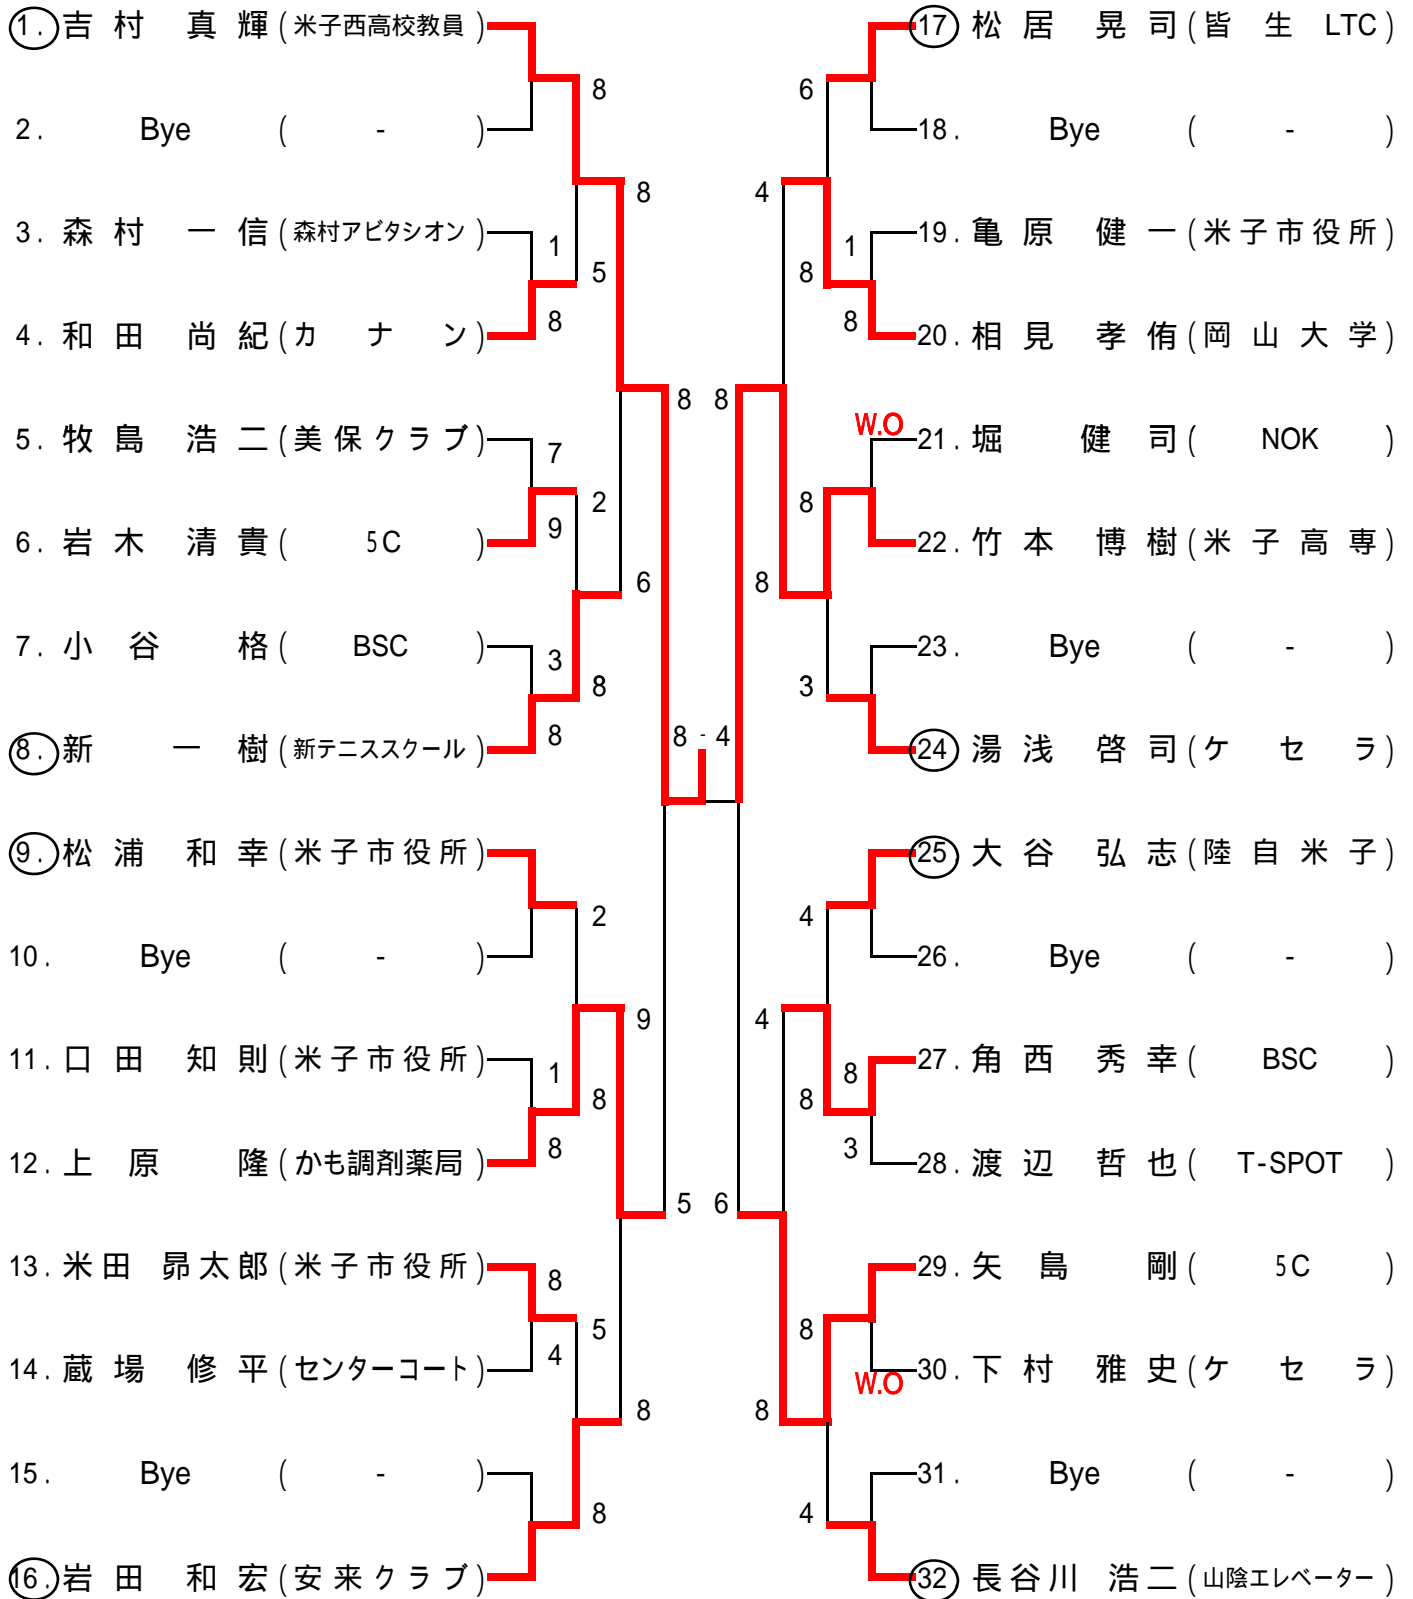 1. 吉村 真輝 (米子西高校教員)
2. Bye ( - )
3. 森村 一信 (森村アビタシオン)
4. 和田 尚紀 (カナン)
5. 牧島 浩二 (美保クラブ)
6. 岩木 清貴 (5C)
7. 小谷 格 (BSC)
8. 新 一樹 (新テニススクール)
9. 松浦 和幸 (米子市役所)
10. Bye ( - )
11. 口田 知則 (米子市役所)
12. 上原 隆 (かも調剤薬局)
13. 米田 昴太郎 (米子市役所)
14. 蔵場 修平 (センターコート)
15. Bye ( - )
16. 岩田 和宏 (安来クラブ)
8
1
8
5
8
7
9
2
3
8
8
6
8
2
1
8
8
9
8
4
5
8
8
5
8 - 4
8
6
4
8
4
8
4
8
6
8
1
8
8
3
4
8
8
3
8
4
W.O
W.O
17 松居 晃司 (皆生 LTC)
18. Bye ( - )
19. 亀原 健一 (米子市役所)
20. 相見 孝侑 (岡山大学)
21. 堀 健司 (NOK)
22. 竹本 博樹 (米子高専)
23. Bye ( - )
24 湯浅 啓司 (ケセラ)
25 大谷 弘志 (陸自米子)
26. Bye ( - )
27. 角西 秀幸 (BSC)
28. 渡辺 哲也 (T-SPOT)
29. 矢島 剛 (5C)
30. 下村 雅史 (ケセラ)
31. Bye ( - )
32 長谷川 浩二 (山陰エレベーター)